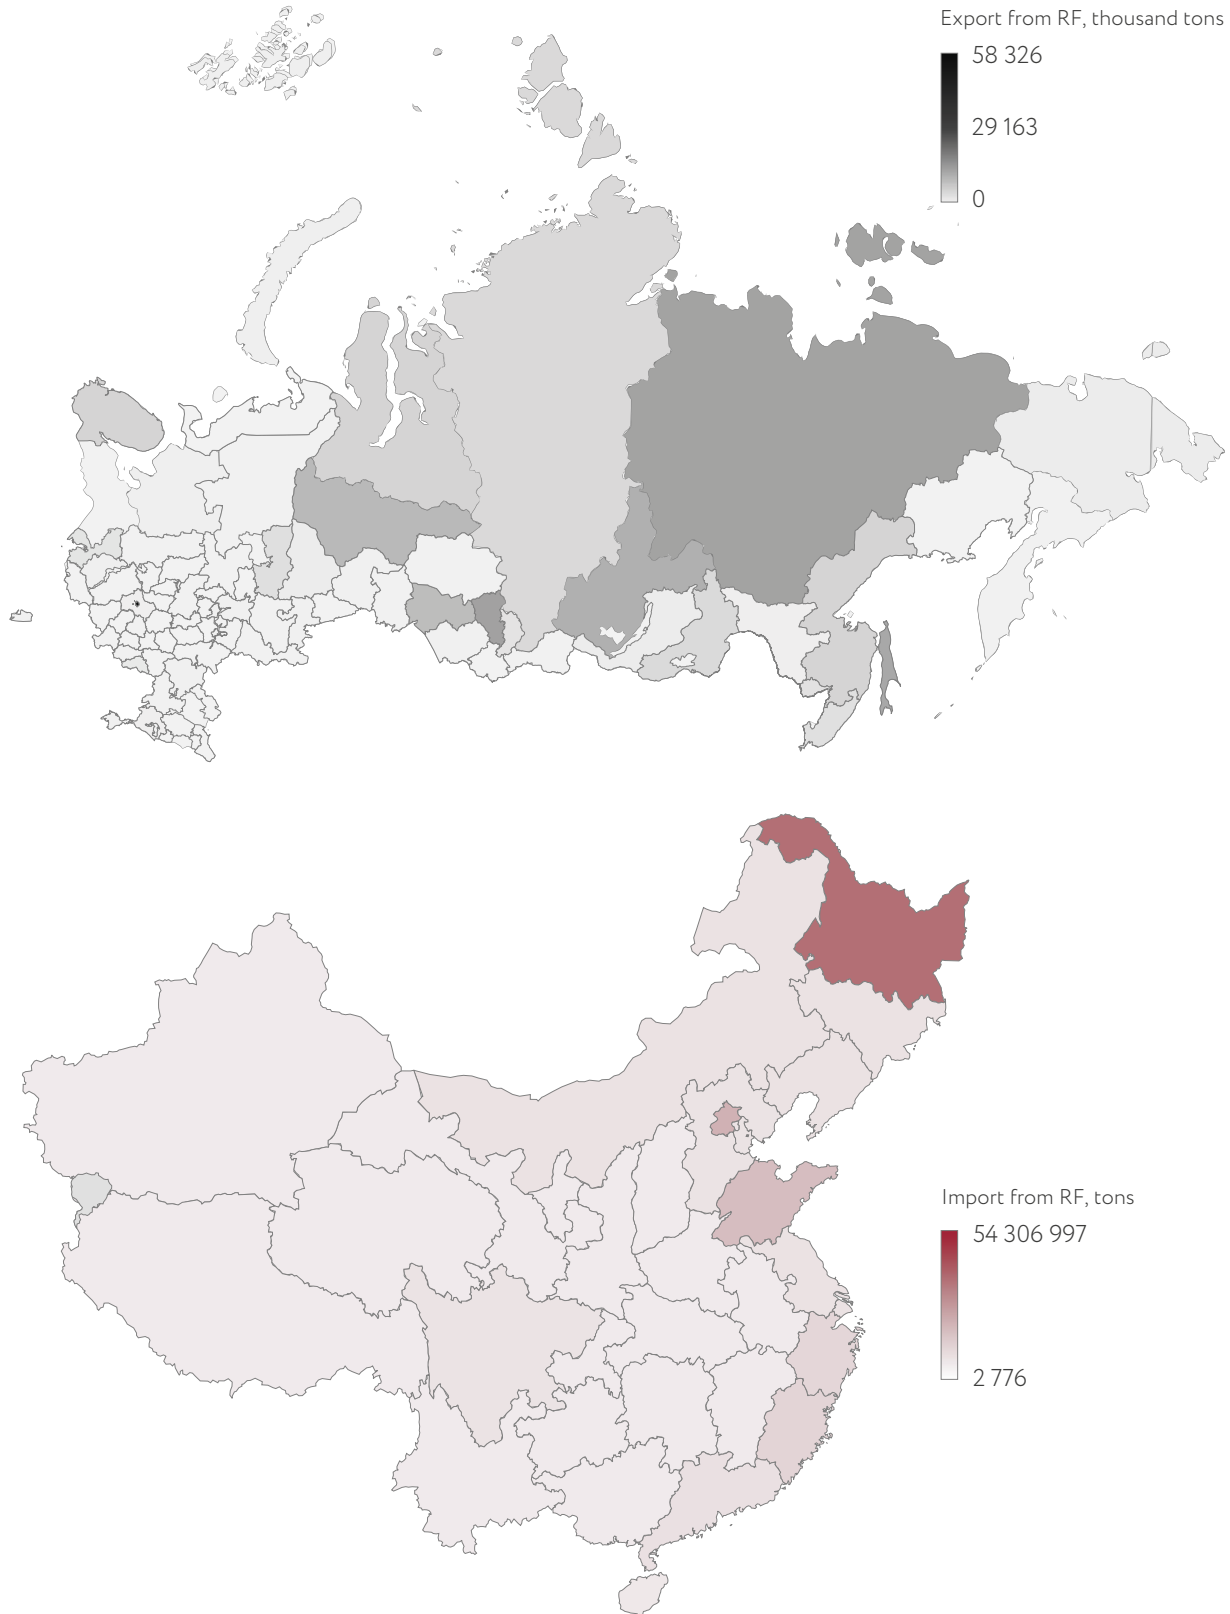 Export from RF, thousand tons
58 326
29 163
0
Import from RF, tons
54 306 997
2 776